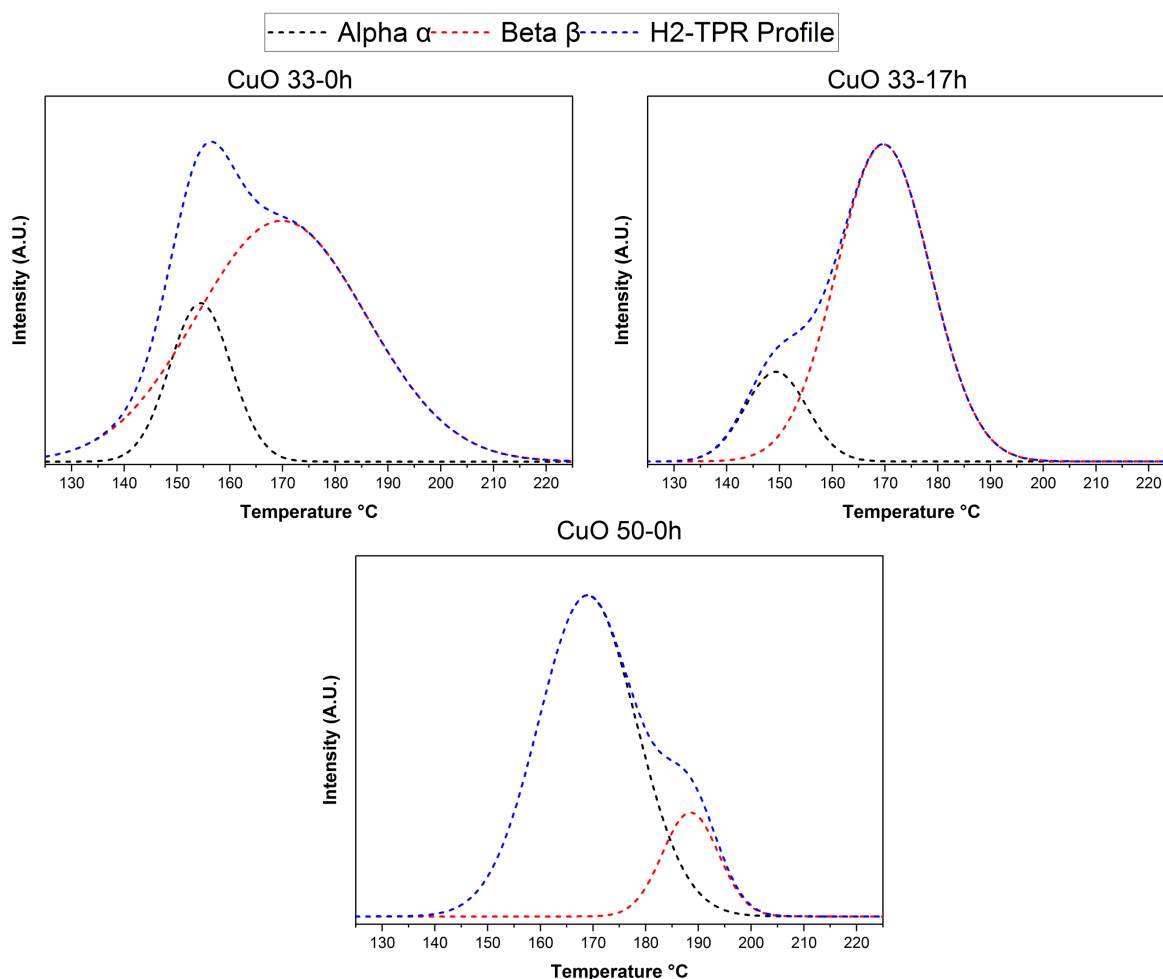 Alpha α Beta β H2-TPR Profile
CuO 33-0h
Intensity (A.U.)
130 140 150 160 170 180 190 200 210 220
Temperature °C
CuO 33-17h
Intensity (A.U.)
130 140 150 160 170 180 190 200 210 220
Temperature °C
CuO 50-0h
Intensity (A.U.)
130 140 150 160 170 180 190 200 210 220
Temperature °C